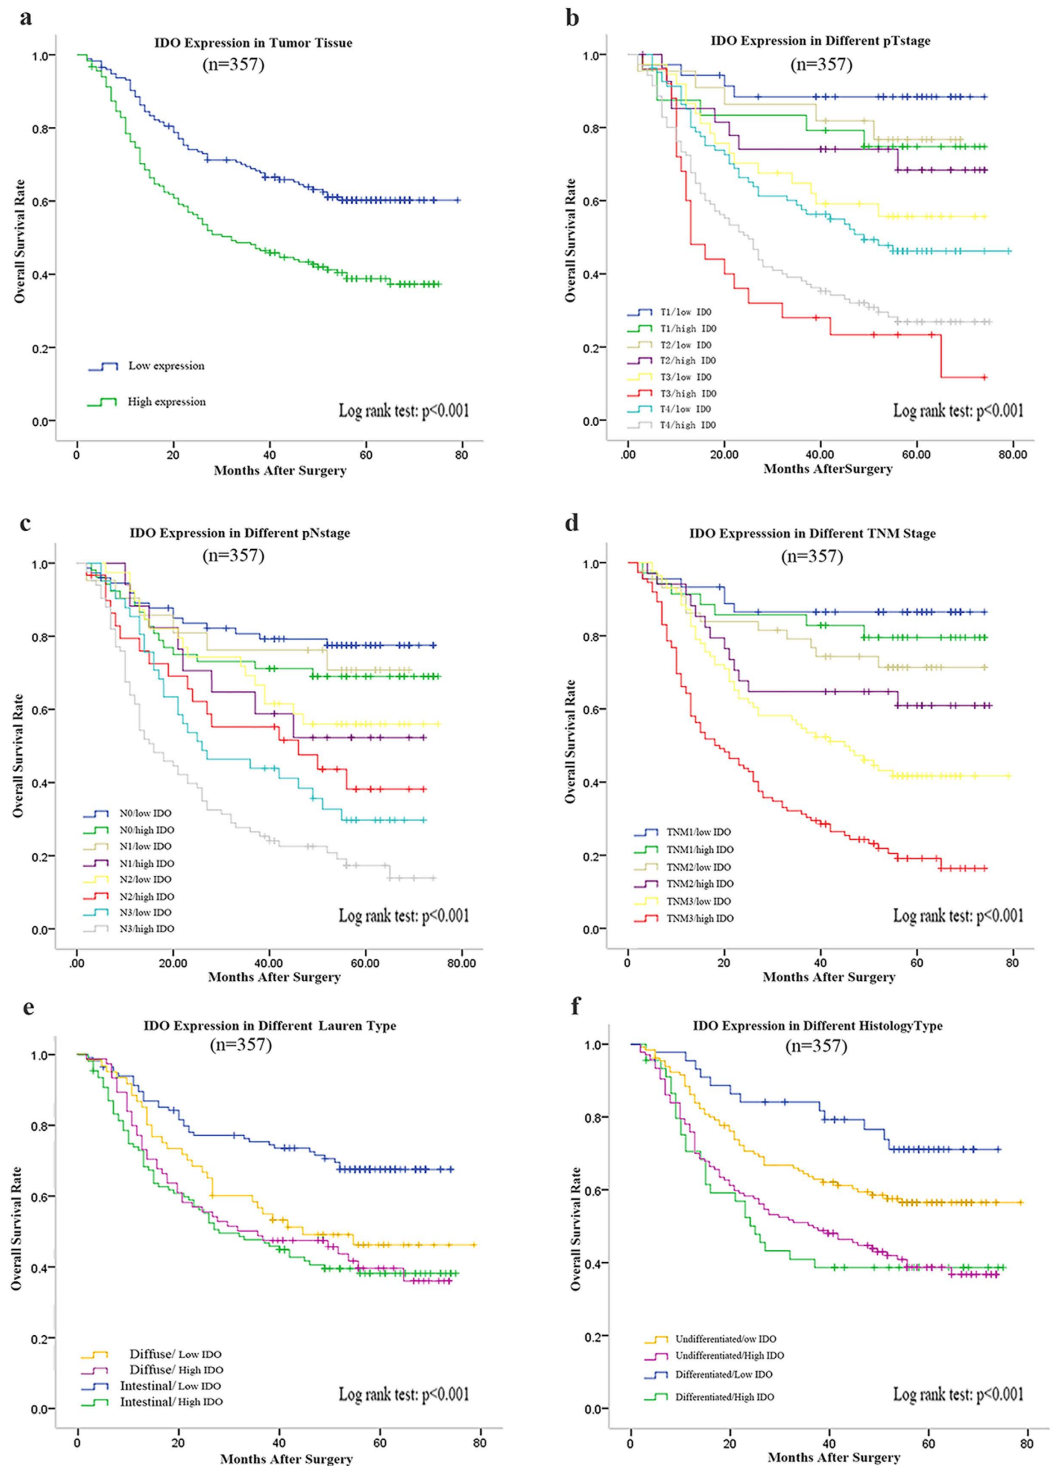 a
IDO Expression in Tumor Tissue
(n=357)
1.0
0.8
0.6
0.4
0.2
0.0
Overall Survival Rate
Low expression
High expression
Log rank test: p<0.001
0 20 40 60 80
Months After Surgery
b
IDO Expression in Different pTstage
(n=357)
1.0
0.8
0.6
0.4
0.2
0.0
Overall Survival Rate
T1/low IDO
T1/high IDO
T2/low IDO
T2/high IDO
T3/low IDO
T3/high IDO
T4/low IDO
T4/high IDO
Log rank test: p<0.001
.00 20.00 40.00 60.00 80.00
Months AfterSurgery
c
IDO Expression in Different pNstage
(n=357)
1.0
0.8
0.6
0.4
0.2
0.0
Overall Survival Rate
N0/low IDO
N0/high IDO
N1/low IDO
N1/high IDO
N2/low IDO
N2/high IDO
N3/low IDO
N3/high IDO
Log rank test: p<0.001
.00 20.00 40.00 60.00 80.00
Months After Surgery
d
IDO Expresssion in Different TNM Stage
(n=357)
1.0
0.8
0.6
0.4
0.2
0.0
Overall Survival Rate
TNM1/low IDO
TNM1/high IDO
TNM2/low IDO
TNM2/high IDO
TNM3/low IDO
TNM3/high IDO
Log rank test: p<0.001
0 20 40 60 80
Months After Surgery
e
IDO Expression in Different Lauren Type
(n=357)
1.0
0.8
0.6
0.4
0.2
0.0
Overall Survival Rate
Diffuse/ Low IDO
Diffuse/ High IDO
Intestinal/ Low IDO
Intestinal/ High IDO
Log rank test: p<0.001
0 20 40 60 80
Months After Surgery
f
IDO Expression in Different HistologyType
(n=357)
1.0
0.8
0.6
0.4
0.2
0.0
Overall Survival Rate
Undifferentiated/ow IDO
Undifferentiated/High IDO
Differentiated/Low IDO
Differentiated/High IDO
Log rank test: p<0.001
0 20 40 60 80
Months After Surgery